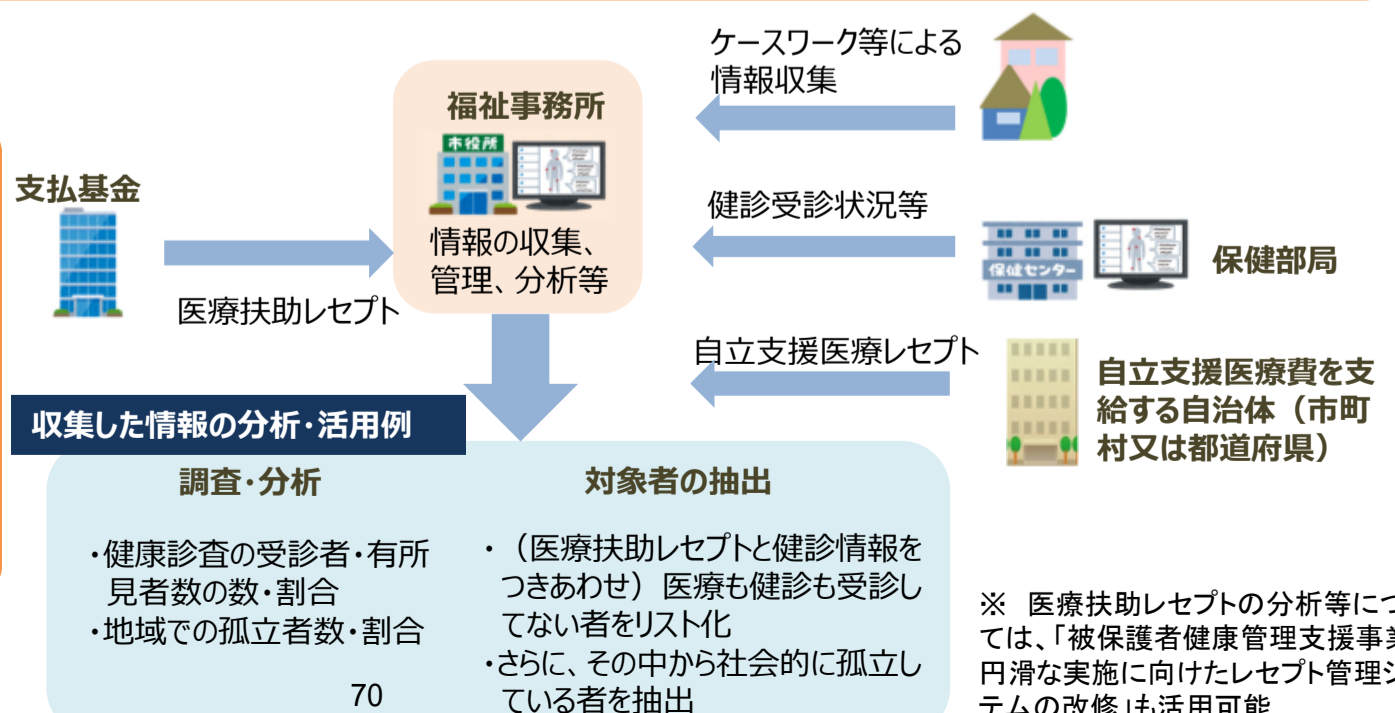 ケースワーク等による
情報収集
福祉事務所
市役所
支払基金
健診受診状況等
情報の収集、
管理、分析等
保健センター
保健部局
医療扶助レセプト
自立支援医療レセプト
自立支援医療費を支
給する自治体（市町
村又は都道府県）
収集した情報の分析・活用例
調査・分析
・健康診査の受診者・有所
見者数の数・割合
・地域での孤立者数・割合
対象者の抽出
・（医療扶助レセプトと健診情報を
つきあわせ）医療も健診も受診し
てない者をリスト化
・さらに、その中から社会的に孤立し
ている者を抽出
※ 医療扶助レセプトの分析等につ
ては、「被保護者健康管理支援事業
円滑な実施に向けたレセプト管理シ
テムの改修」も活用可能
70